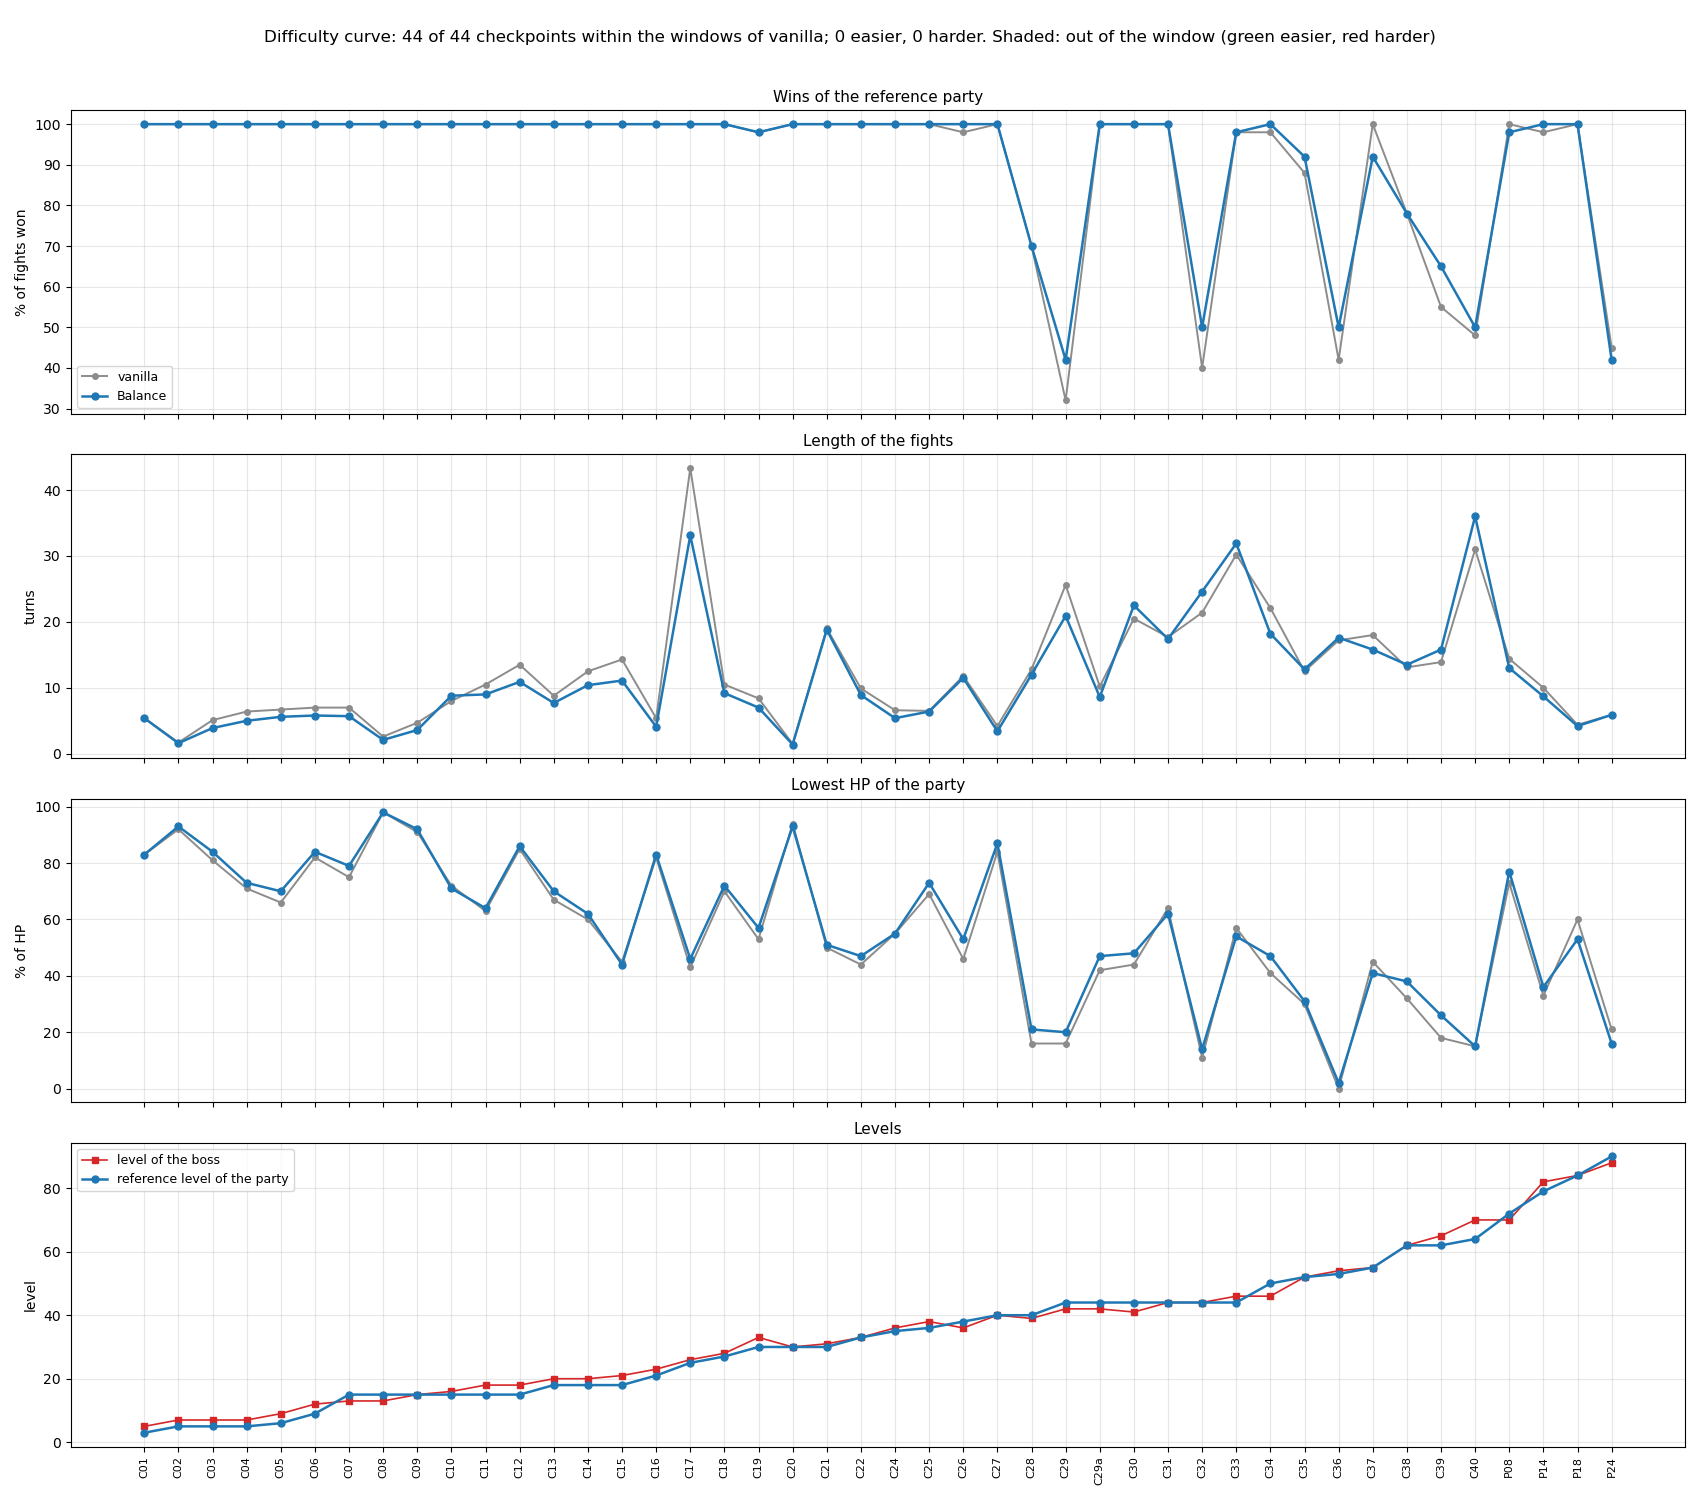 Difficulty curve: 44 of 44 checkpoints within the windows of vanilla; 0 easier, 0 harder. Shaded: out of the window (green easier, red harder)
Wins of the reference party
% of fights won
100
90
80
70
60
50
40
30
vanilla
Balance
Length of the fights
turns
40
30
20
10
0
Lowest HP of the party
% of HP
100
80
60
40
20
0
Levels
level
80
60
40
20
0
level of the boss
reference level of the party
C01 C02 C03 C04 C05 C06 C07 C08 C09 C10 C11 C12 C13 C14 C15 C16 C17 C18 C19 C20 C21 C22 C24 C25 C26 C27 C28 C29 C29a C30 C31 C32 C33 C34 C35 C36 C37 C38 C39 C40 P08 P14 P18 P24